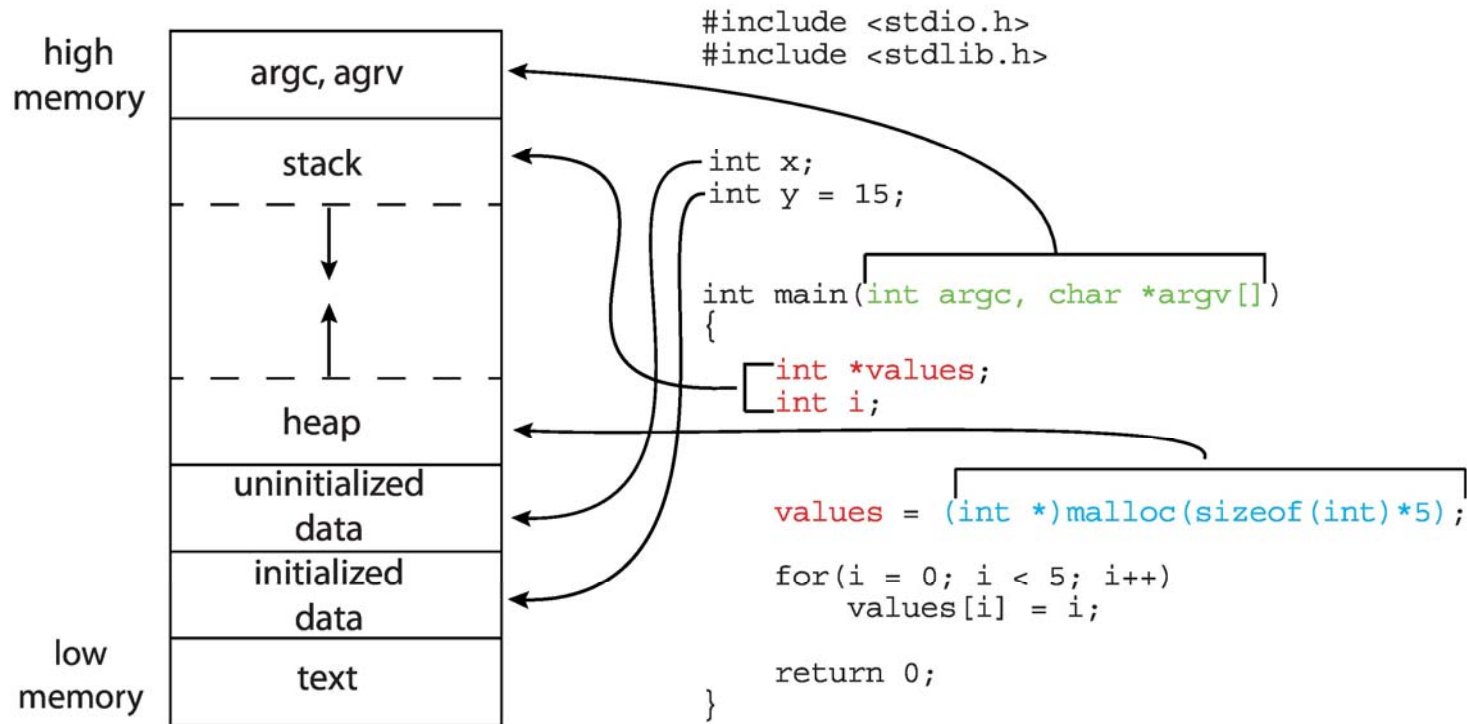 high
memory
argc, agrv
stack
heap
uninitialized
data
initialized
data
low
memory
text
#include <stdio.h>
#include <stdlib.h>
int x;
int y = 15;
int main(int argc, char *argv[])
{
int *values;
int i;
values = (int *)malloc(sizeof(int)*5);
for(i = 0; i < 5; i++)
values[i] = i;
return 0;
}